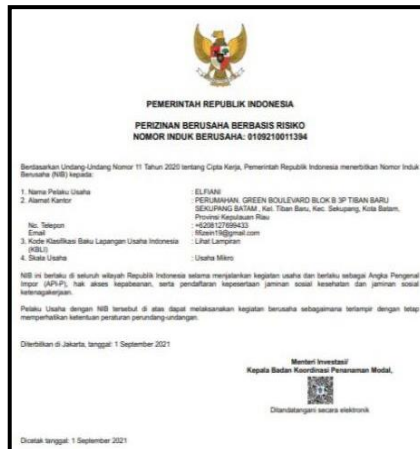 PEMERINTAH REPUBLIK INDONESIA
PERIZINAN BERUSAHA BERBASIS RISIKO
NOMOR INDUK BERUSAHA: 0109210011394
Berdasarkan Undang-Undang Nomor 11 Tahun 2020 tentang Cipta Kerja, Pemerintah Republik Indonesia menerbitkan Nomor Induk
Berusaha (NIB) kepada:
1. Nama Pelaku Usaha : ELFIANI
2. Alamat Kantor : PERUMAHAN. GREEN BOULEVARD BLOK B 3P TIBAN BARU
SEKUPANG BATAM , Kel. Tiban Baru, Kec. Sekupang, Kota Batam,
Provinsi Kepulauan Riau
No. Telepon : +6208127699433
Email : fifizein19@gmail.com
3. Kode Klasifikasi Baku Lapangan Usaha Indonesia : Lihat Lampiran
(KBLI)
4. Skala Usaha : Usaha Mikro
NIB ini berlaku di seluruh wilayah Republik Indonesia selama menjalankan kegiatan usaha dan berlaku sebagai Angka Pengenal
Impor (API-P), hak akses kepabeanan, serta pendaftaran kepesertaan jaminan sosial kesehatan dan jaminan sosial
ketenagakerjaan.
Pelaku Usaha dengan NIB tersebut di atas dapat melaksanakan kegiatan berusaha sebagaimana terlampir dengan tetap
memperhatikan ketentuan peraturan perundang-undangan.
Diterbitkan di Jakarta, tanggal: 1 September 2021
Menteri Investasi/
Kepala Badan Koordinasi Penanaman Modal,
Ditandatangani secara elektronik
Dicetak tanggal: 1 September 2021